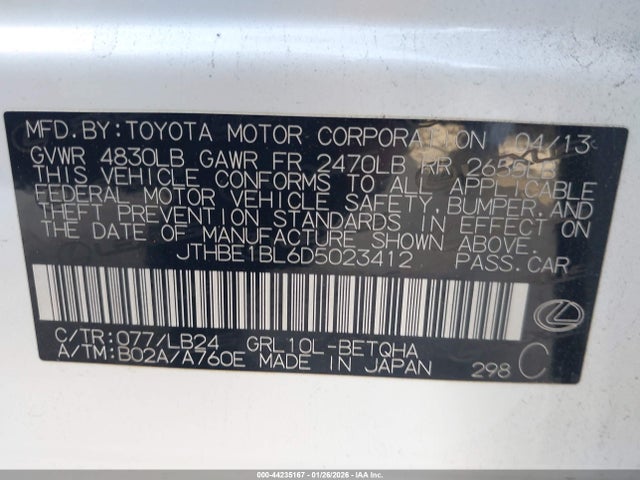 MFD.BY:TOYOTA MOTOR CORPORATION 04/13
GVWR 4830LB GAWR FR 2470LB RR 2655LB
THIS VEHICLE CONFORMS TO ALL APPLICABLE
FEDERAL MOTOR VEHICLE SAFETY,BUMPER,AND
THEFT PREVENTION STANDARDS IN EFFECT ON
THE DATE OF MANUFACTURE SHOWN ABOVE.
JTHBE1BL6D5023412 PASS.CAR
C/TR:077/LB24 GRL10L-BETQHA
A/TM:B02A/A760E MADE IN JAPAN 298 C
000-44235167 - 01/26/2026 - IAA Inc.